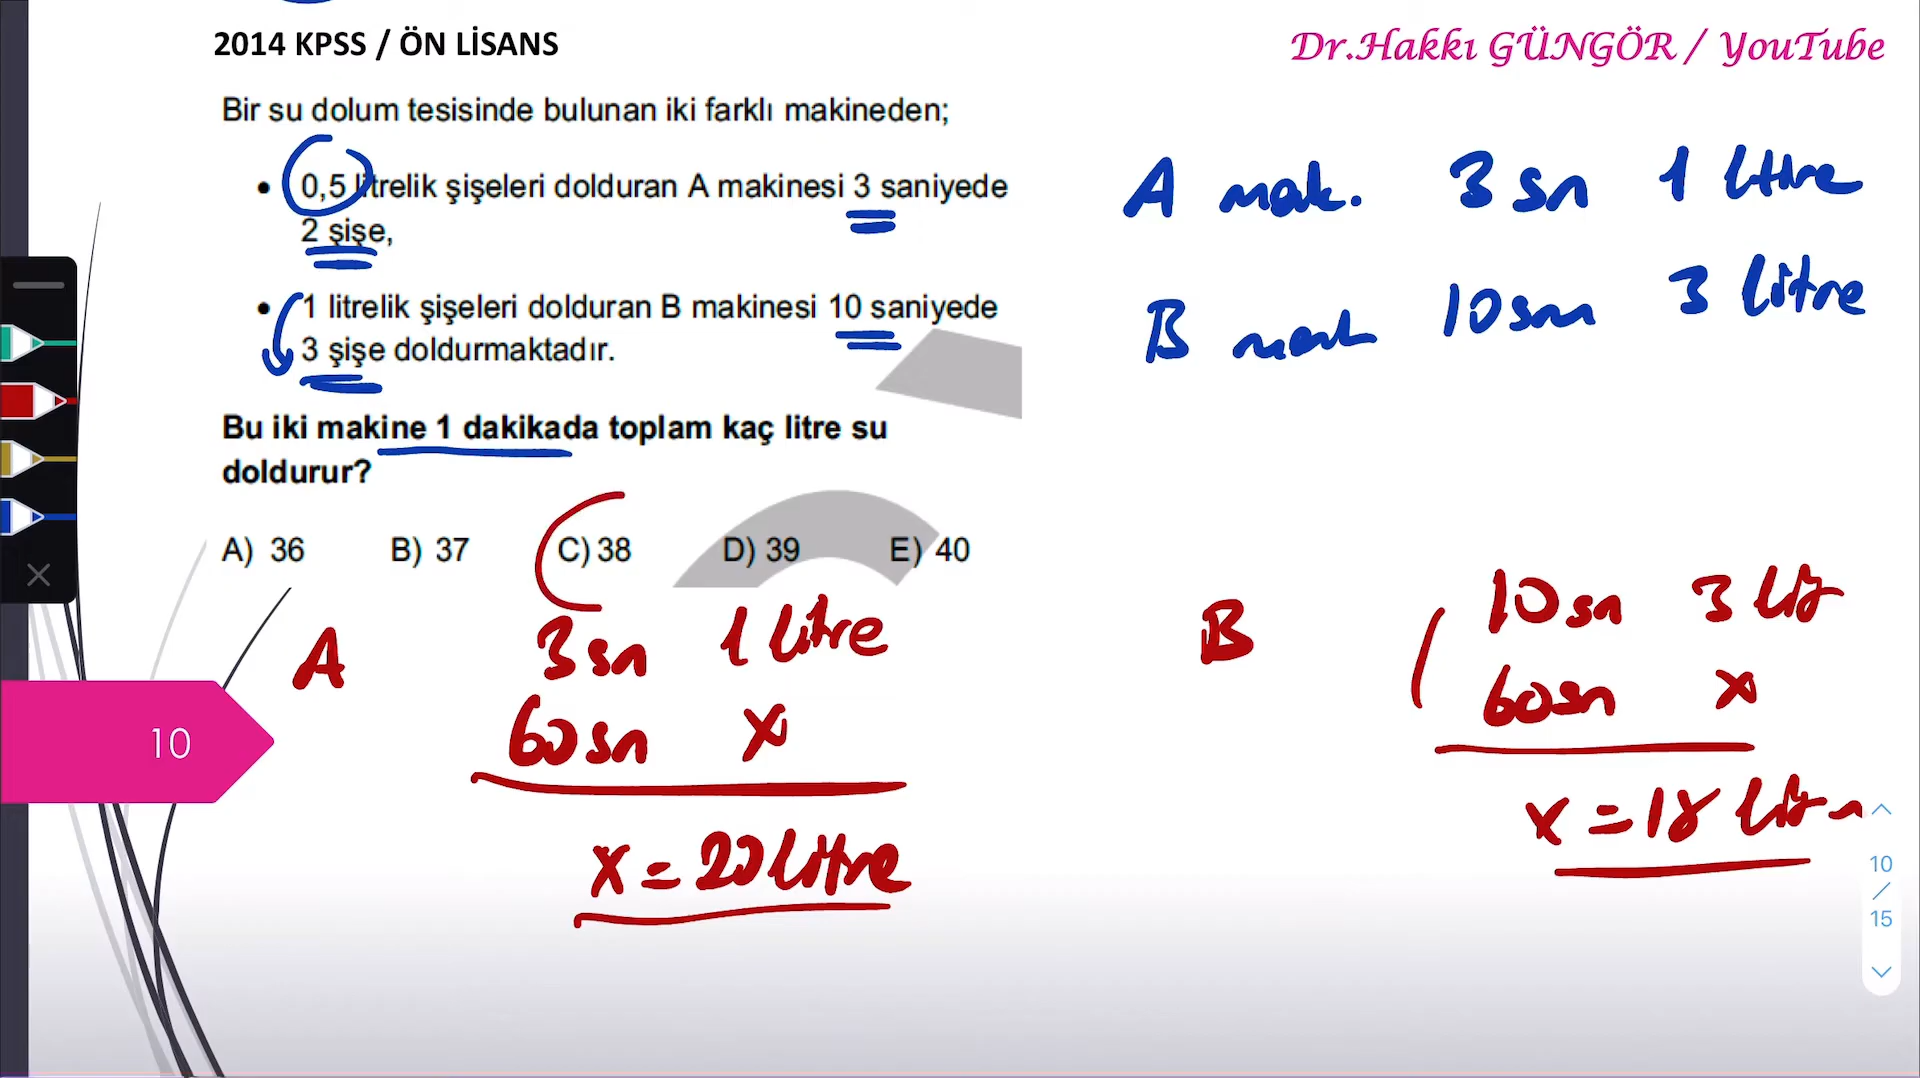 2014 KPSS / ÖN LİSANS
Dr.Hakkı GÜNGÖR / YouTube
Bir su dolum tesisinde bulunan iki farklı makineden;
• 0,5 litrelik şişeleri dolduran A makinesi 3 saniyede
2 şişe,
• 1 litrelik şişeleri dolduran B makinesi 10 saniyede
3 şişe doldurmaktadır.
Bu iki makine 1 dakikada toplam kaç litre su
doldurur?
A) 36 B) 37 C) 38 D) 39 E) 40
A mak. 3 sn 1 litre
B mak 10 sn 3 litre
A 3 sn 1 litre
60 sn x
x = 20 litre
B 10 sn 3 lit
60 sn x
x = 18 litre
10
10
/
15